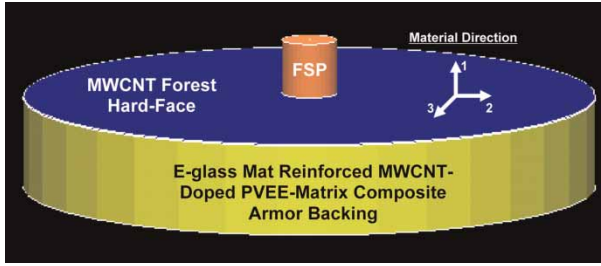 Material Direction
FSP
MWCNT Forest
Hard-Face
1
3
2
E-glass Mat Reinforced MWCNT-
Doped PVEE-Matrix Composite
Armor Backing